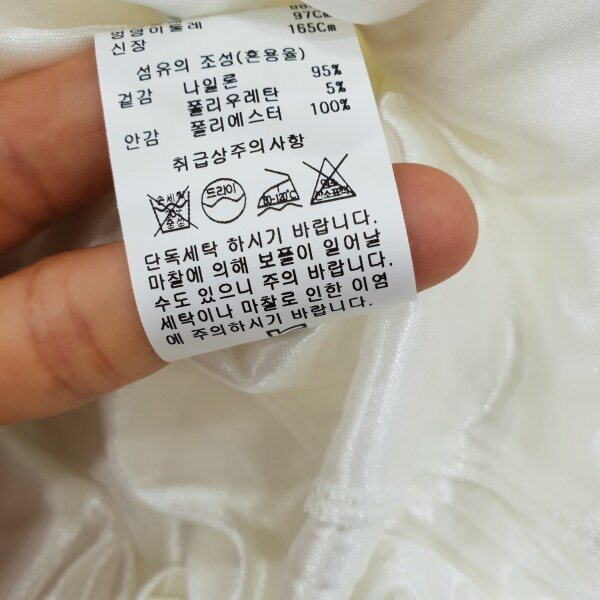 97Cm
신장 165Cm
섬유의 조성(혼용율)
겉감 나일론 95%
폴리우레탄 5%
안감 폴리에스터 100%
취급상주의사항
드라이
단독세탁 하시기 바랍니다.
마찰에 의해 보풀이 일어날
수도 있으니 주의 바랍니다.
세탁이나 마찰로 인한 이염
에 주의하시기 바랍니다.